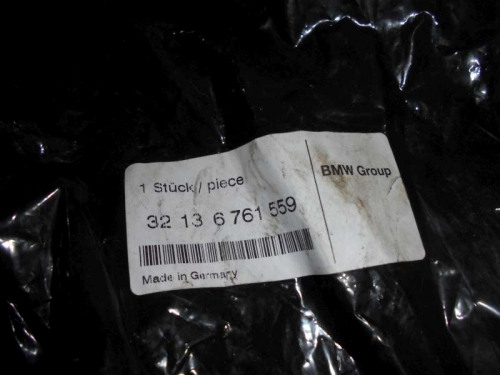 1 Stück / piece
BMW Group
32 13 6 761 559
Made in Germany